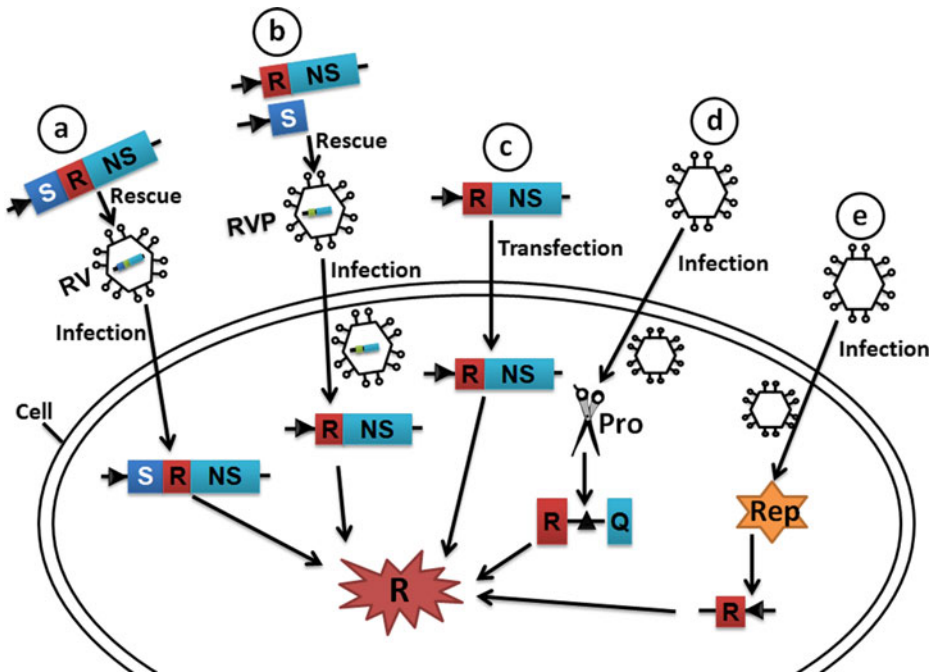 a
S R NS
Rescue
RV
Infection
b
R NS
S
Rescue
RVP
Infection
c
R NS
Transfection
d
Infection
e
Infection
Cell
S R NS
R NS
R NS
Pro
R Q
Rep
R
R